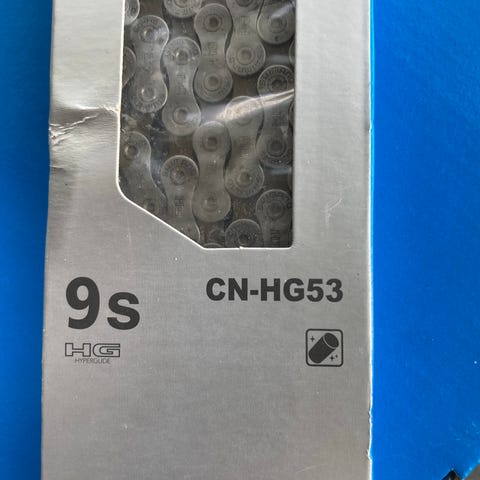 9s
CN-HG53
HG
HYPERGLIDE